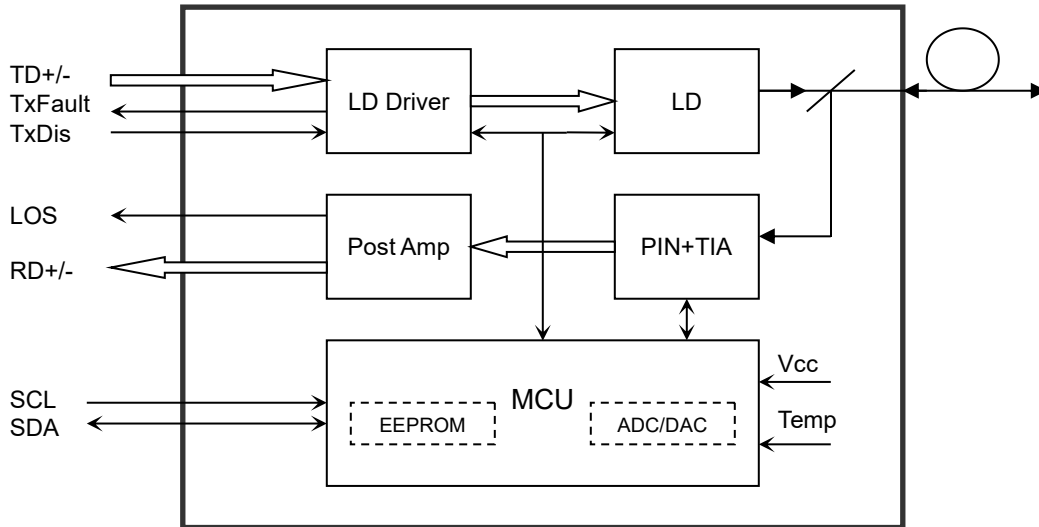 TD+/-
TxFault
TxDis
LD Driver
LD
LOS
RD+/-
Post Amp
PIN+TIA
SCL
SDA
MCU
EEPROM
ADC/DAC
Vcc
Temp